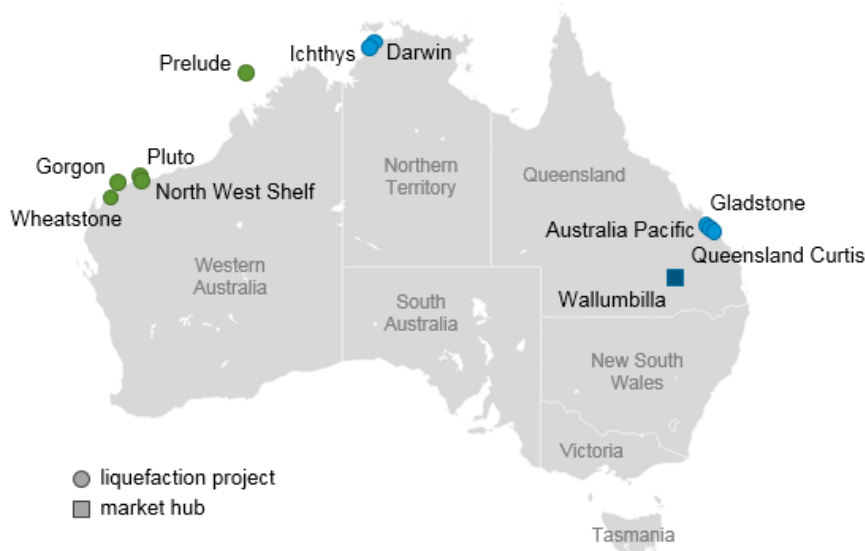 Ichthys
Darwin
Prelude
Pluto
Gorgon
North West Shelf
Wheatstone
Northern
Territory
Queensland
Gladstone
Australia Pacific
Queensland Curtis
Western
Australia
Wallumbilla
South
Australia
New South
Wales
Victoria
liquefaction project
market hub
Tasmania